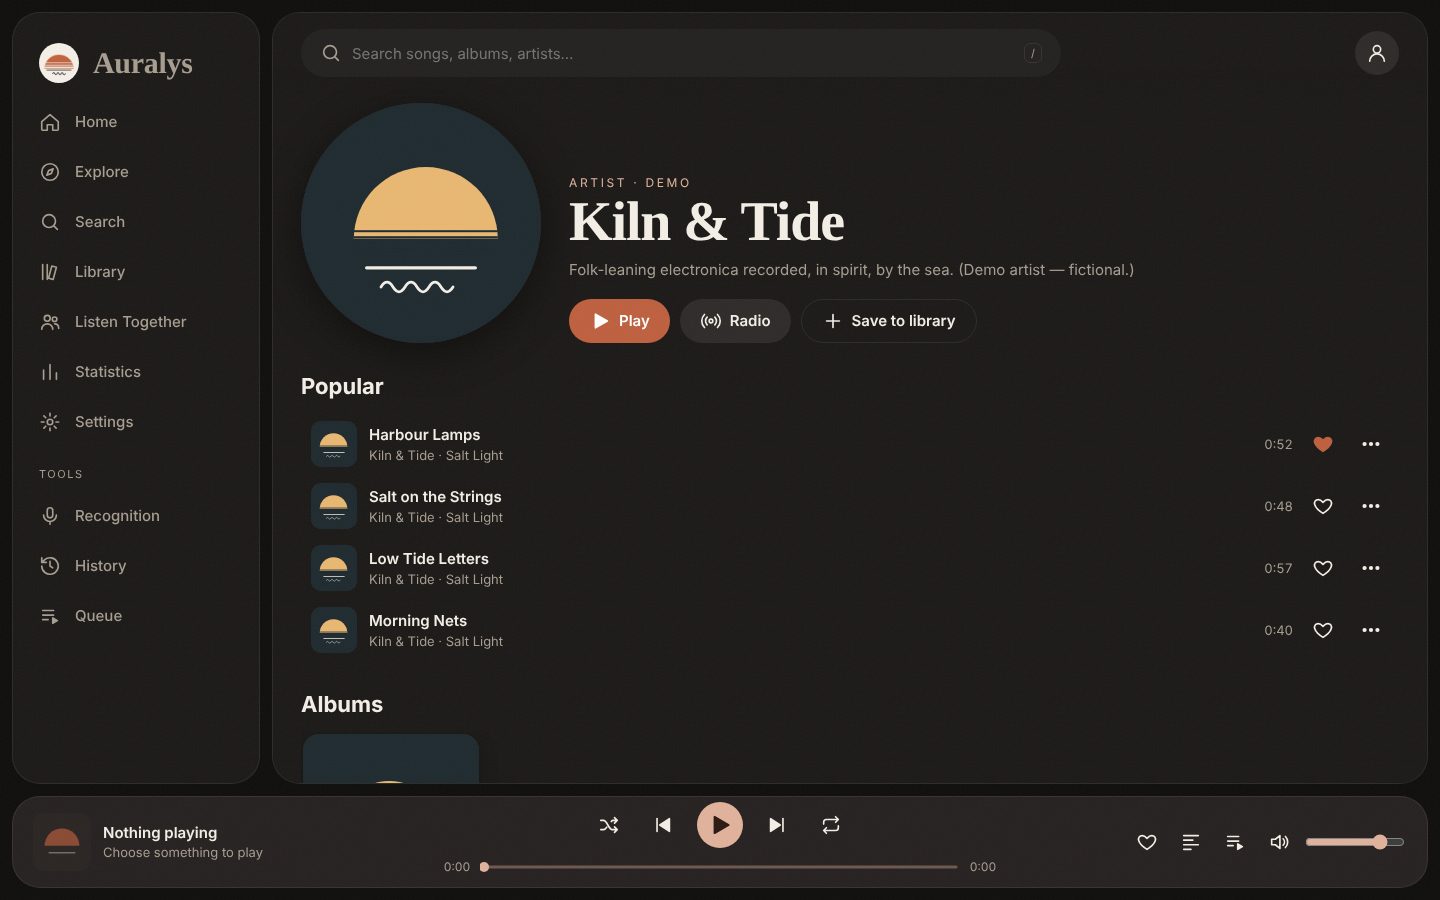 Auralys
Home
Explore
Search
Library
Listen Together
Statistics
Settings
TOOLS
Recognition
History
Queue
Search songs, albums, artists...
/
ARTIST · DEMO
Kiln & Tide
Folk-leaning electronica recorded, in spirit, by the sea. (Demo artist — fictional.)
Play
Radio
Save to library
Popular
Harbour Lamps
Kiln & Tide · Salt Light
0:52
Salt on the Strings
Kiln & Tide · Salt Light
0:48
Low Tide Letters
Kiln & Tide · Salt Light
0:57
Morning Nets
Kiln & Tide · Salt Light
0:40
Albums
Nothing playing
Choose something to play
0:00
0:00